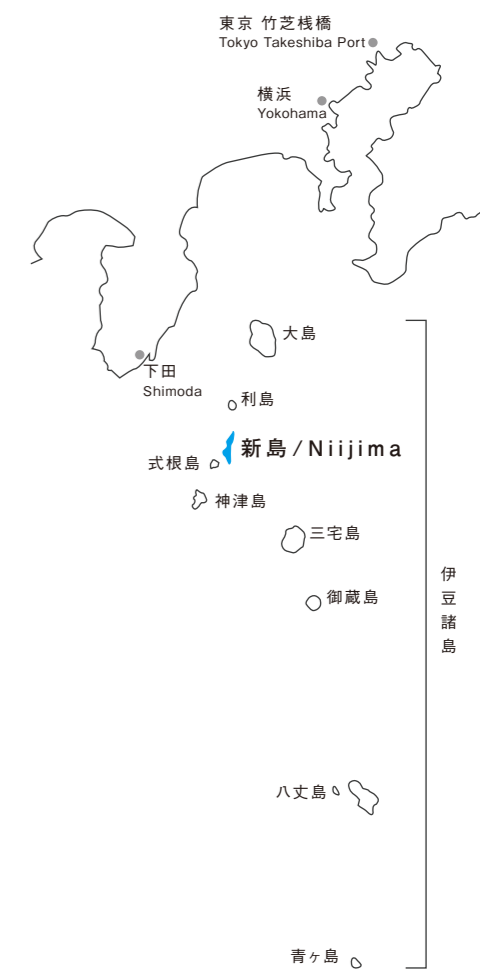 東京 竹芝桟橋
Tokyo Takeshiba Port
横浜
Yokohama
大島
下田
Shimoda
利島
新島/Niijima
式根島
神津島
三宅島
伊豆諸島
御蔵島
八丈島
青ヶ島